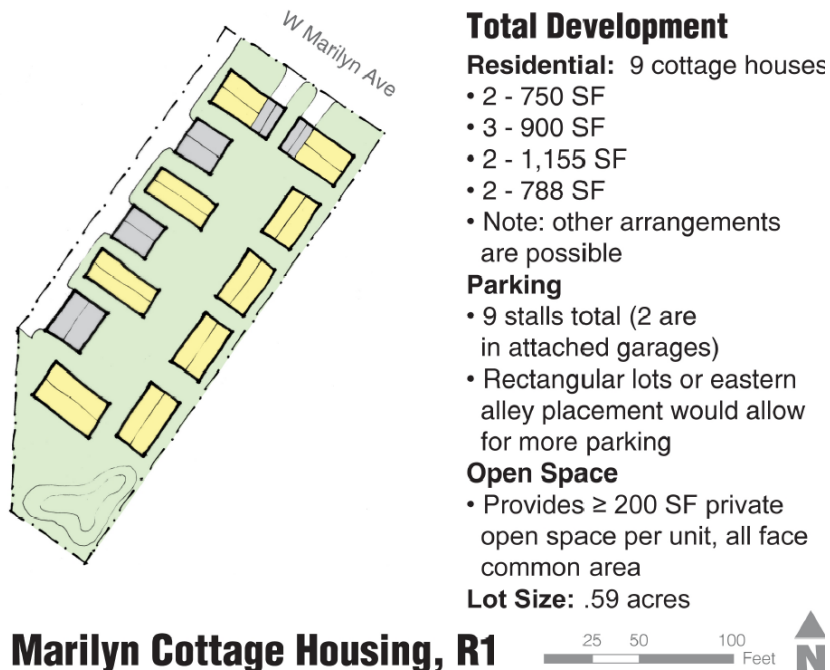 W Marilyn Ave
Total Development
Residential: 9 cottage houses
• 2 - 750 SF
• 3 - 900 SF
• 2 - 1,155 SF
• 2 - 788 SF
• Note: other arrangements
are possible
Parking
• 9 stalls total (2 are
in attached garages)
• Rectangular lots or eastern
alley placement would allow
for more parking
Open Space
• Provides ≥ 200 SF private
open space per unit, all face
common area
Lot Size: .59 acres
Marilyn Cottage Housing, R1
25 50 100
Feet
N